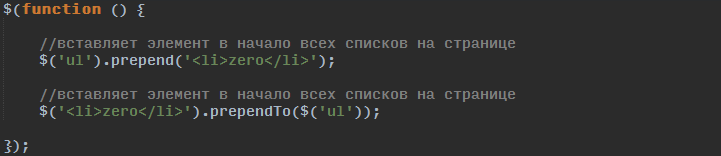 $(function () {
//вставляет элемент в начало всех списков на странице
$('ul').prepend('<li>zero</li>');
//вставляет элемент в начало всех списков на странице
$('<li>zero</li>').prependTo($('ul'));
});